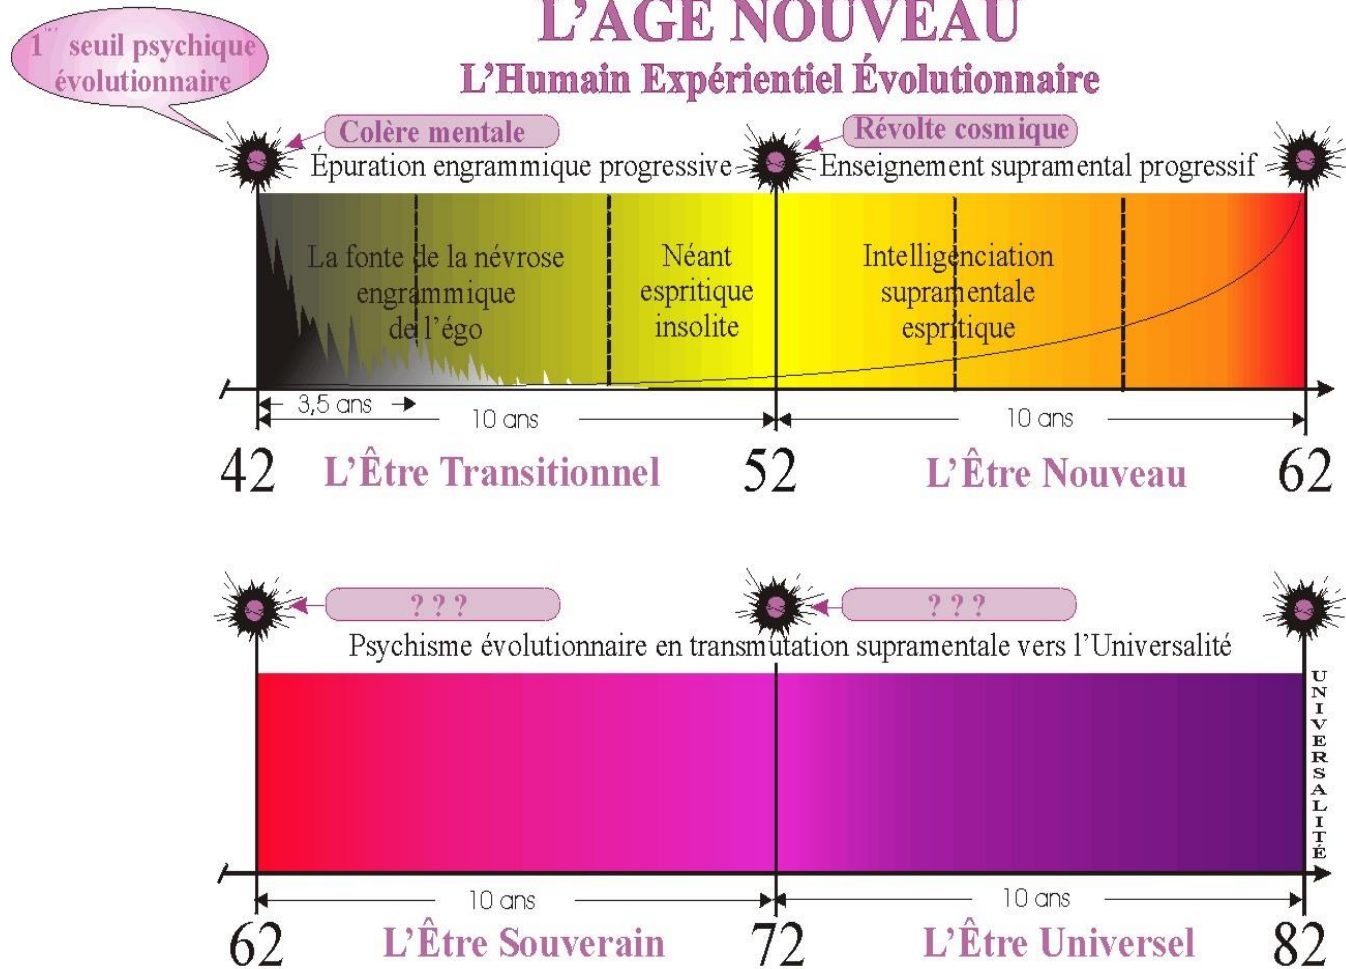 L'ÂGE NOUVEAU
L'Humain Expérientiel Évolutionnaire
1er seuil psychique
évolutionnaire
Colère mentale
Révolte cosmique
Épuration engrammique progressive
Enseignement supramental progressif
La fonte de la névrose
engrammique
de l'égo
Néant
espritique
insolite
Intelligenciation
supramentale
espritique
3,5 ans
10 ans
10 ans
42
L'Être Transitionnel
52
L'Être Nouveau
62
? ? ?
? ? ?
Psychisme évolutionnaire en transmutation supramentale vers l'Universalité
UNIVERSALITÉ
10 ans
10 ans
62
L'Être Souverain
72
L'Être Universel
82